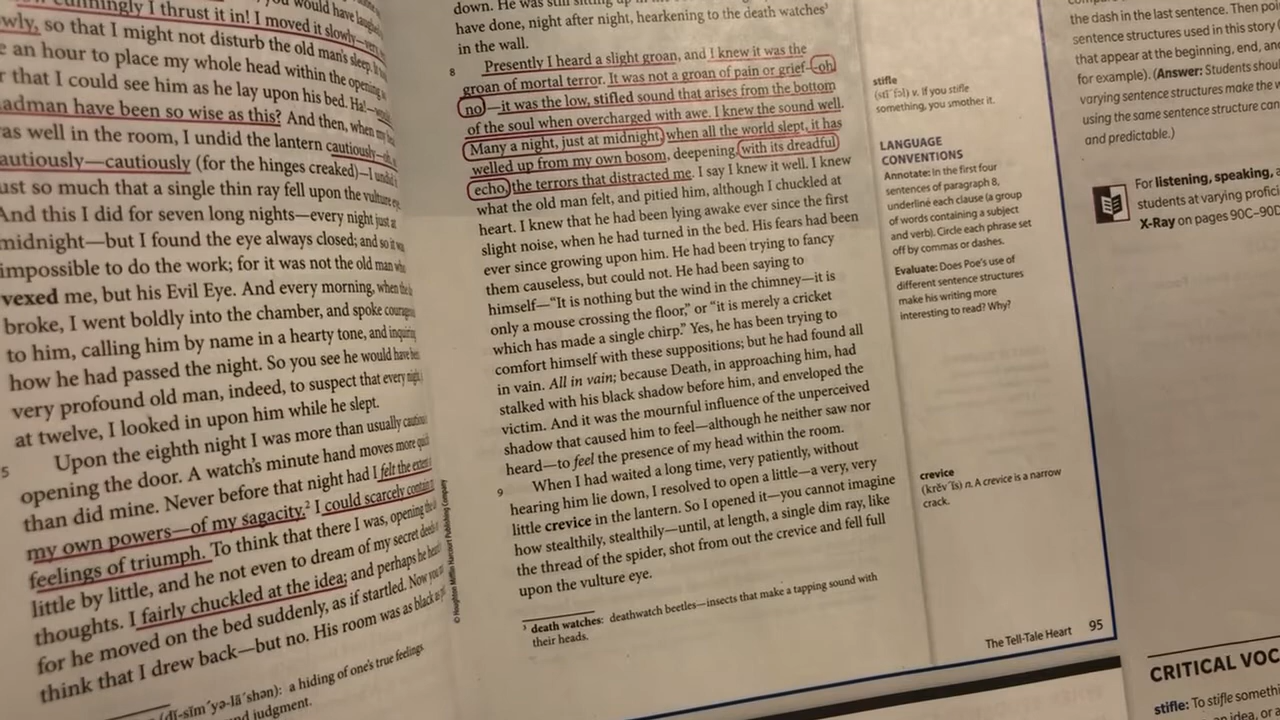 cunningly I thrust it in! I moved it slowly—very,
so that I might not disturb the old man's sleep. It
an hour to place my whole head within the opening
that I could see him as he lay upon his bed. Ha!—
have been so wise as this? And then, when my
as well in the room, I undid the lantern cautiously—oh,
cautiously—cautiously (for the hinges creaked)—I undid it
just so much that a single thin ray fell upon the vulture eye.
And this I did for seven long nights—every night just at
midnight—but I found the eye always closed; and so it was
impossible to do the work; for it was not the old man who
vexed me, but his Evil Eye. And every morning, when the
broke, I went boldly into the chamber, and spoke courageously
to him, calling him by name in a hearty tone, and inquiring
how he had passed the night. So you see he would have been
very profound old man, indeed, to suspect that every night,
at twelve, I looked in upon him while he slept.
5 Upon the eighth night I was more than usually cautious
opening the door. A watch's minute hand moves more quickly
than did mine. Never before that night had I felt the extent
my own powers—of my sagacity.² I could scarcely contain
feelings of triumph. To think that there I was, opening the
little by little, and he not even to dream of my secret deeds
thoughts. I fairly chuckled at the idea; and perhaps he heard
for he moved on the bed suddenly, as if startled. Now you
think that I drew back—but no. His room was as black as
(dĭ-sĭm´yə-lā´shən): a hiding of one's true feelings.
judgment.
© Houghton Mifflin Harcourt Publishing Company
down. He was still sitting up in
have done, night after night, hearkening to the death watches³
in the wall.
8 Presently I heard a slight groan, and I knew it was the
groan of mortal terror. It was not a groan of pain or grief—oh
no—it was the low, stifled sound that arises from the bottom
of the soul when overcharged with awe. I knew the sound well.
Many a night, just at midnight, when all the world slept, it has
welled up from my own bosom, deepening, with its dreadful
echo, the terrors that distracted me. I say I knew it well. I knew
what the old man felt, and pitied him, although I chuckled at
heart. I knew that he had been lying awake ever since the first
slight noise, when he had turned in the bed. His fears had been
ever since growing upon him. He had been trying to fancy
them causeless, but could not. He had been saying to
himself—“It is nothing but the wind in the chimney—it is
only a mouse crossing the floor,” or “it is merely a cricket
which has made a single chirp.” Yes, he has been trying to
comfort himself with these suppositions; but he had found all
in vain. All in vain; because Death, in approaching him, had
stalked with his black shadow before him, and enveloped the
victim. And it was the mournful influence of the unperceived
shadow that caused him to feel—although he neither saw nor
heard—to feel the presence of my head within the room.
9 When I had waited a long time, very patiently, without
hearing him lie down, I resolved to open a little—a very, very
little crevice in the lantern. So I opened it—you cannot imagine
how stealthily, stealthily—until, at length, a single dim ray, like
the thread of the spider, shot from out the crevice and fell full
upon the vulture eye.
³ death watches: deathwatch beetles—insects that make a tapping sound with
their heads.
stifle
(stī´fəl) v. If you stifle
something, you smother it.
LANGUAGE
CONVENTIONS
Annotate: In the first four
sentences of paragraph 8,
underline each clause (a group
of words containing a subject
and verb). Circle each phrase set
off by commas or dashes.
Evaluate: Does Poe's use of
different sentence structures
make his writing more
interesting to read? Why?
crevice
(krĕv´ĭs) n. A crevice is a narrow
crack.
The Tell-Tale Heart 95
the dash in the last sentence. Then
sentence structures used in this story
that appear at the beginning, end, and
for example). (Answer: Students
varying sentence structures make the
using the same sentence structure
and predictable.)
For listening, speaking,
students at varying
X-Ray on pages 90C–90D
CRITICAL
stifle: To stifle
an idea, or